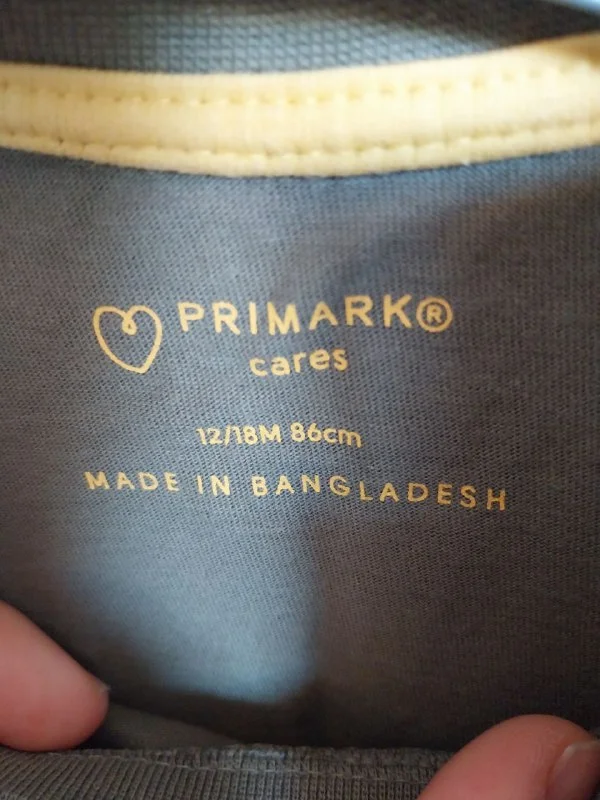 PRIMARK®
cares
12/18M 86cm
MADE IN BANGLADESH